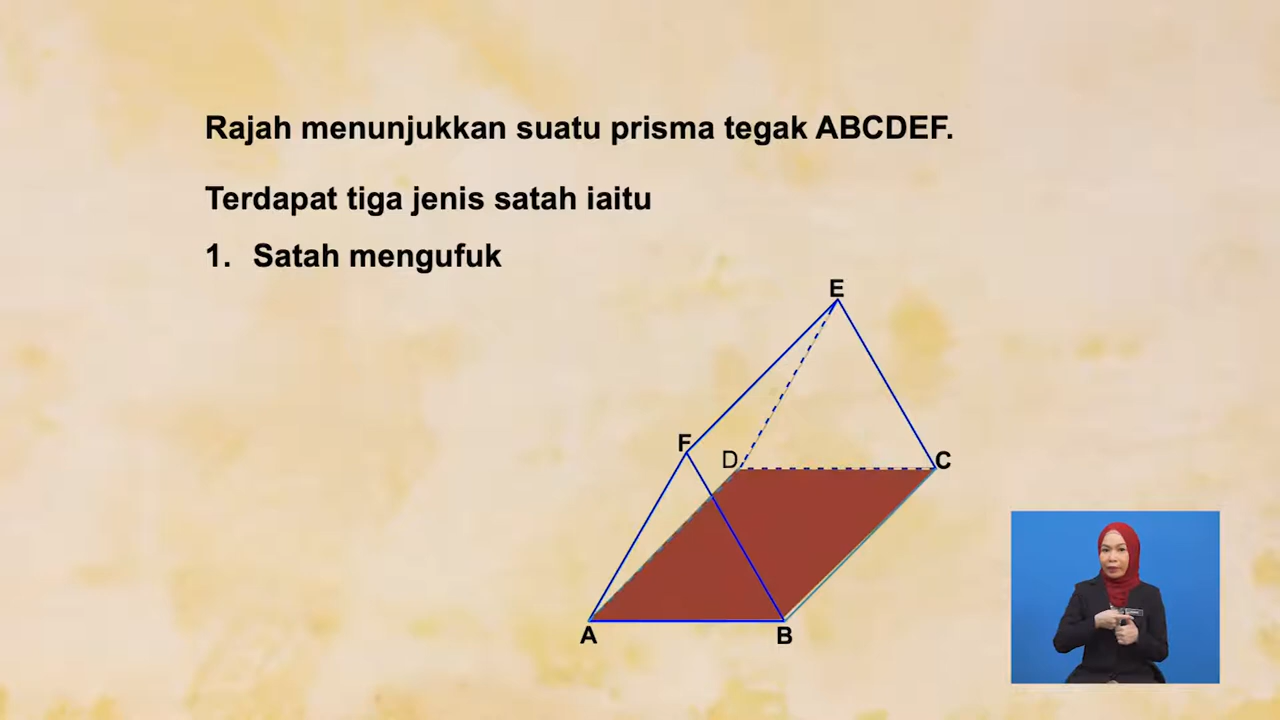 Rajah menunjukkan suatu prisma tegak ABCDEF.
Terdapat tiga jenis satah iaitu
1. Satah mengufuk
E
F
D
C
A
B